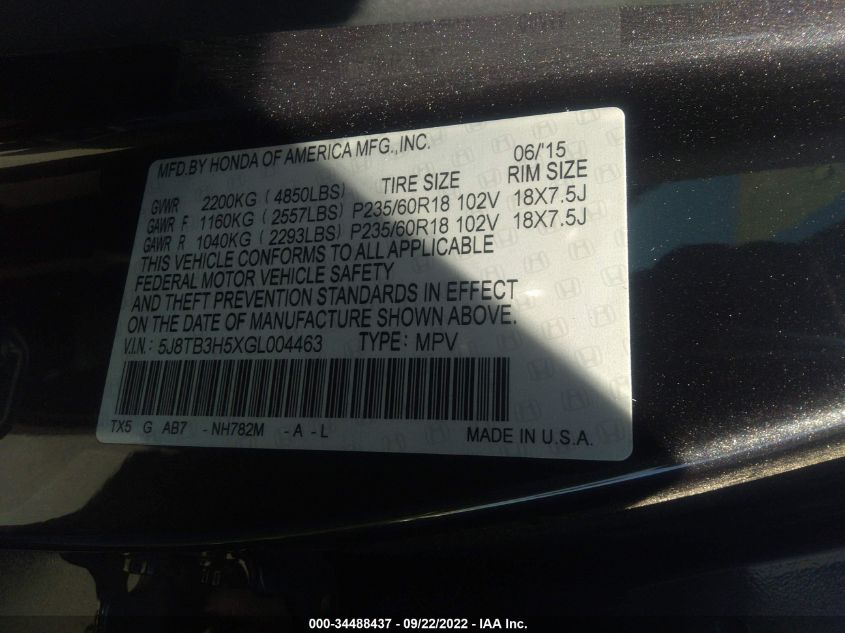 MFD.BY HONDA OF AMERICA MFG.,INC. 06/'15
TIRE SIZE RIM SIZE
GVWR 2200KG (4850LBS)
GAWR F 1160KG (2557LBS) P235/60R18 102V 18X7.5J
GAWR R 1040KG (2293LBS) P235/60R18 102V 18X7.5J
THIS VEHICLE CONFORMS TO ALL APPLICABLE
FEDERAL MOTOR VEHICLE SAFETY
AND THEFT PREVENTION STANDARDS IN EFFECT
ON THE DATE OF MANUFACTURE SHOWN ABOVE.
V.I.N.: 5J8TB3H5XGL004463 TYPE: MPV
TX5 G AB7 -NH782M -A -L MADE IN U.S.A.
000-34488437 - 09/22/2022 - IAA Inc.